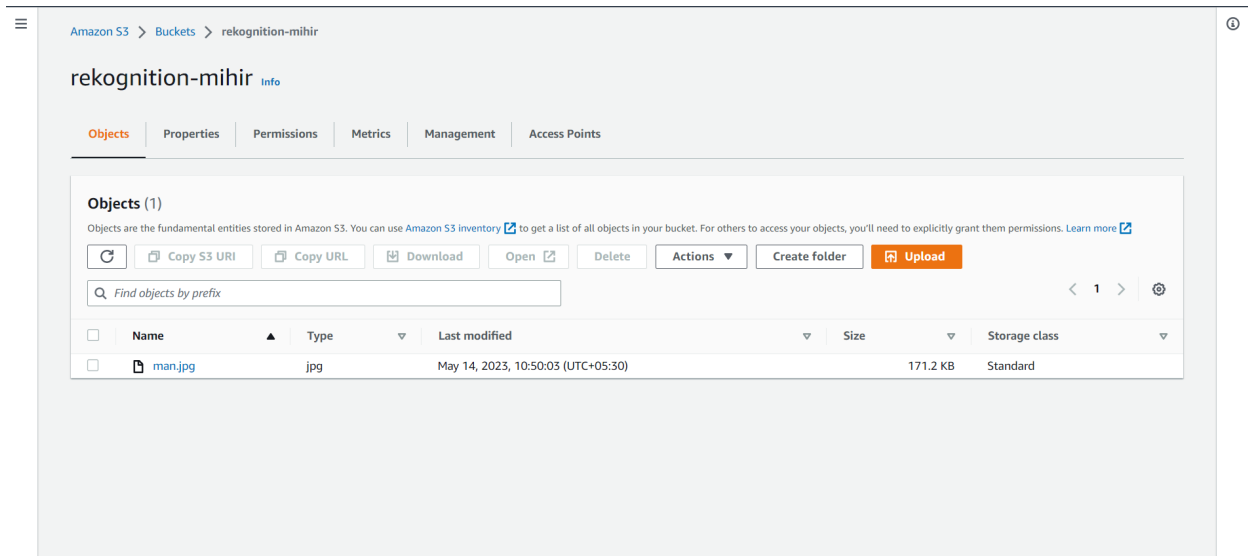 Amazon S3 > Buckets > rekognition-mihir
rekognition-mihir Info
Objects Properties Permissions Metrics Management Access Points
Objects (1)
Objects are the fundamental entities stored in Amazon S3. You can use Amazon S3 inventory to get a list of all objects in your bucket. For others to access your objects, you'll need to explicitly grant them permissions. Learn more
Copy S3 URI Copy URL Download Open Delete Actions Create folder Upload
Find objects by prefix
< 1 >
Name Type Last modified Size Storage class
man.jpg jpg May 14, 2023, 10:50:03 (UTC+05:30) 171.2 KB Standard